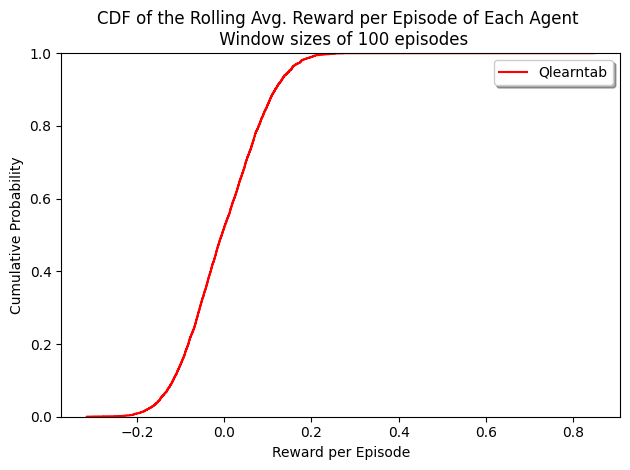 CDF of the Rolling Avg. Reward per Episode of Each Agent
Window sizes of 100 episodes
Qlearntab
1.0
0.8
0.6
0.4
0.2
0.0
Cumulative Probability
−0.2 0.0 0.2 0.4 0.6 0.8
Reward per Episode